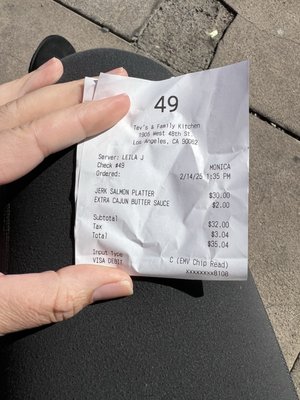 49
Tev's & Family Kitchen
1905 West 48th St.
Los Angeles, CA 90062
Server: LEILA J
Check #49 MONICA
Ordered: 2/14/25 1:35 PM
JERK SALMON PLATTER $30.00
EXTRA CAJUN BUTTER SAUCE $2.00
Subtotal $32.00
Tax $3.04
Total $35.04
Input Type C (EMV Chip Read)
VISA DEBIT xxxxxxxx8108